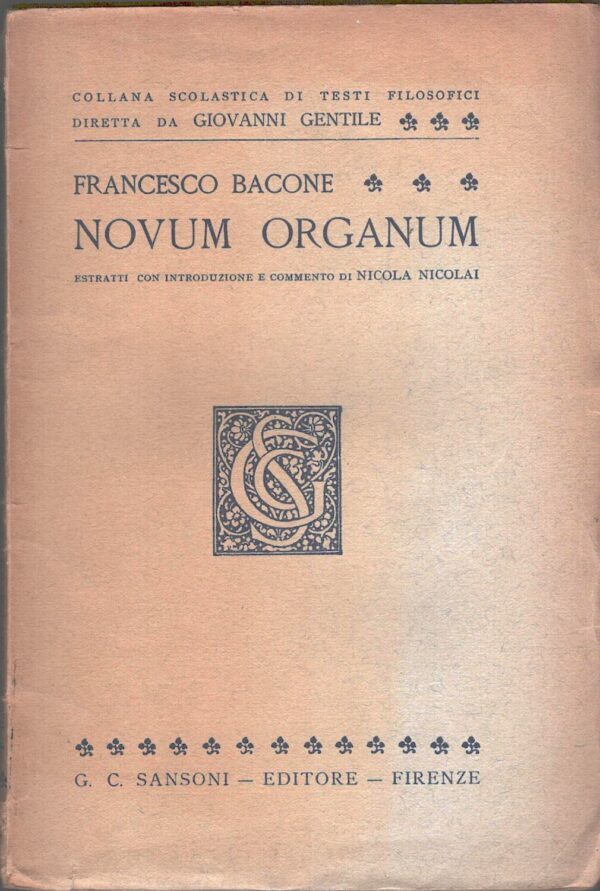 COLLANA SCOLASTICA DI TESTI FILOSOFICI
DIRETTA DA GIOVANNI GENTILE
FRANCESCO BACONE
NOVUM ORGANUM
ESTRATTI CON INTRODUZIONE E COMMENTO DI NICOLA NICOLAI
GCS
G. C. SANSONI — EDITORE — FIRENZE